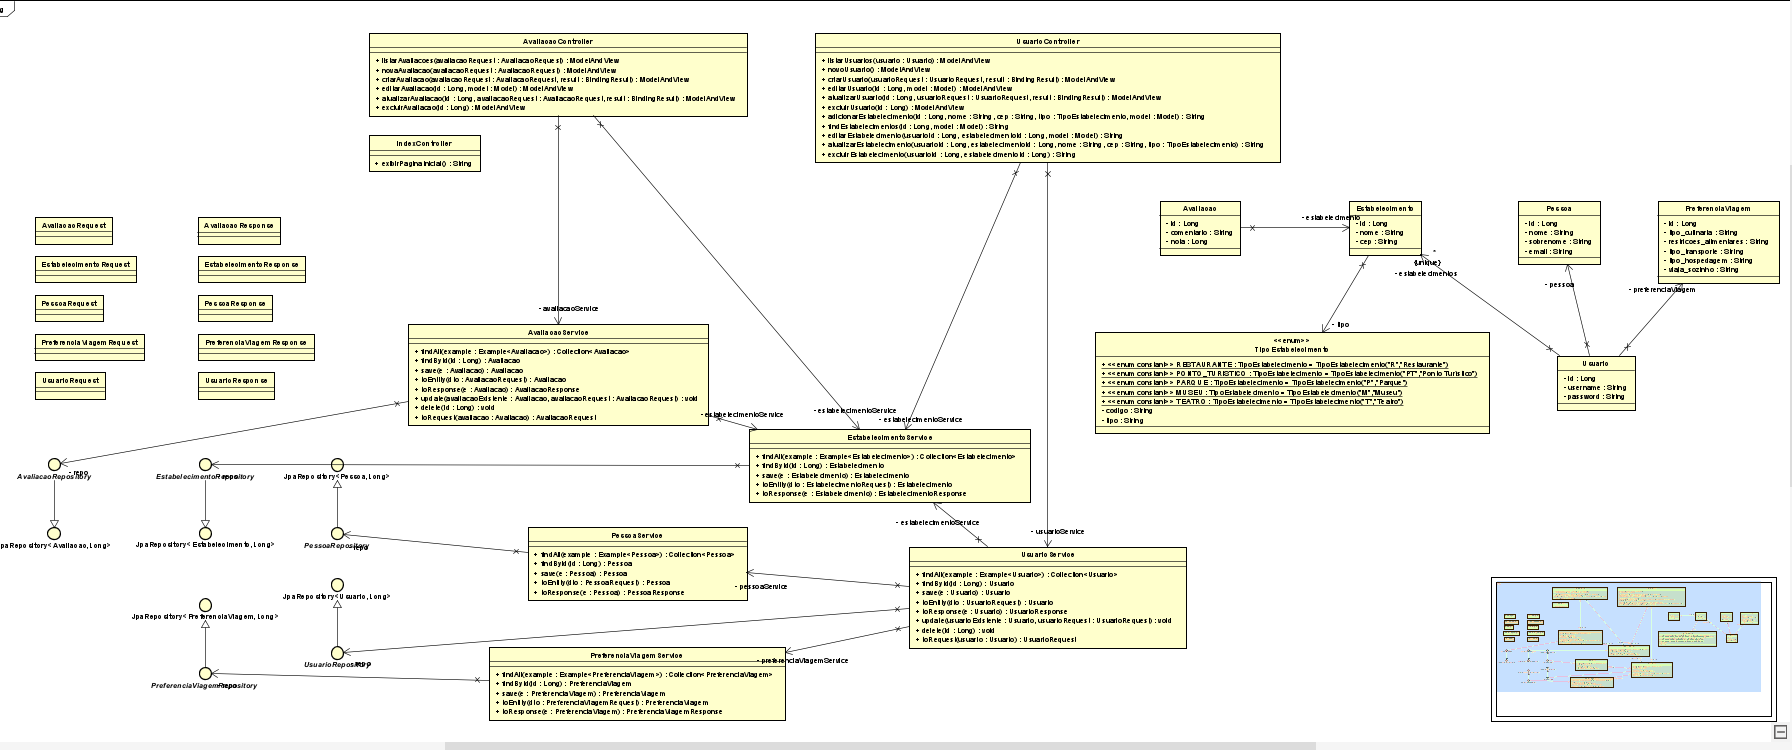 AvaliacaoController
+ listarAvaliacoes(avaliacaoRequest : AvaliacaoRequest) : ModelAndView
+ novaAvaliacao(avaliacaoRequest : AvaliacaoRequest) : ModelAndView
+ criarAvaliacao(avaliacaoRequest : AvaliacaoRequest, result : BindingResult) : ModelAndView
+ editarAvaliacao(id : Long, model : Model) : ModelAndView
+ atualizarAvaliacao(id : Long, avaliacaoRequest : AvaliacaoRequest, result : BindingResult) : ModelAndView
+ excluirAvaliacao(id : Long) : ModelAndView
UsuarioController
+ listarUsuarios(usuario : Usuario) : ModelAndView
+ novoUsuario() : ModelAndView
+ criarUsuario(usuarioRequest : UsuarioRequest, result : BindingResult) : ModelAndView
+ editarUsuario(id : Long, model : Model) : ModelAndView
+ atualizarUsuario(id : Long, usuarioRequest : UsuarioRequest, result : BindingResult) : ModelAndView
+ excluirUsuario(id : Long) : ModelAndView
+ adicionarEstabelecimento(id : Long, nome : String, cep : String, tipo : TipoEstabelecimento, model : Model) : String
+ findEstabelecimentos(id : Long, model : Model) : String
+ editarEstabelecimento(usuarioId : Long, estabelecimentoId : Long, model : Model) : String
+ atualizarEstabelecimento(usuarioId : Long, estabelecimentoId : Long, nome : String, cep : String, tipo : TipoEstabelecimento) : String
+ excluirEstabelecimento(usuarioId : Long, estabelecimentoId : Long) : String
IndexController
+ exibirPaginaInicial() : String
AvaliacaoRequest
AvaliacaoResponse
EstabelecimentoRequest
EstabelecimentoResponse
PessoaRequest
PessoaResponse
PreferenciaViagemRequest
PreferenciaViagemResponse
UsuarioRequest
UsuarioResponse
Avaliacao
- id : Long
- comentario : String
- nota : Long
- estabelecimento
Estabelecimento
- id : Long
- nome : String
- cep : String
Pessoa
- id : Long
- nome : String
- sobrenome : String
- email : String
PreferenciaViagem
- id : Long
- tipo_culinaria : String
- restricoes_alimentares : String
- tipo_transporte : String
- tipo_hospedagem : String
- viaja_sozinho : String
*
{unique}
- estabelecimentos
- pessoa
- preferenciaViagem
- tipo
<<enum>>
TipoEstabelecimento
+ <<enum constant>> RESTAURANTE : TipoEstabelecimento = TipoEstabelecimento("R","Restaurante")
+ <<enum constant>> PONTO_TURISTICO : TipoEstabelecimento = TipoEstabelecimento("PT","Ponto Turístico")
+ <<enum constant>> PARQUE : TipoEstabelecimento = TipoEstabelecimento("P","Parque")
+ <<enum constant>> MUSEU : TipoEstabelecimento = TipoEstabelecimento("M","Museu")
+ <<enum constant>> TEATRO : TipoEstabelecimento = TipoEstabelecimento("T","Teatro")
- codigo : String
- tipo : String
Usuario
- id : Long
- username : String
- password : String
- avaliacaoService
AvaliacaoService
+ findAll(example : Example<Avaliacao>) : Collection<Avaliacao>
+ findById(id : Long) : Avaliacao
+ save(e : Avaliacao) : Avaliacao
+ toEntity(dto : AvaliacaoRequest) : Avaliacao
+ toResponse(e : Avaliacao) : AvaliacaoResponse
+ update(avaliacaoExistente : Avaliacao, avaliacaoRequest : AvaliacaoRequest) : void
+ delete(id : Long) : void
+ toRequest(avaliacao : Avaliacao) : AvaliacaoRequest
- estabelecimentoService
- estabelecimentoService
- estabelecimentoService
EstabelecimentoService
+ findAll(example : Example<Estabelecimento>) : Collection<Estabelecimento>
+ findById(id : Long) : Estabelecimento
+ save(e : Estabelecimento) : Estabelecimento
+ toEntity(dto : EstabelecimentoRequest) : Estabelecimento
+ toResponse(e : Estabelecimento) : EstabelecimentoResponse
- repo
AvaliacaoRepository
EstabelecimentoRepository
JpaRepository<Pessoa, Long>
paRepository<Avaliacao, Long>
JpaRepository<Estabelecimento, Long>
PessoaRepository
- estabelecimentoService
- usuarioService
PessoaService
+ findAll(example : Example<Pessoa>) : Collection<Pessoa>
+ findById(id : Long) : Pessoa
+ save(e : Pessoa) : Pessoa
+ toEntity(dto : PessoaRequest) : Pessoa
+ toResponse(e : Pessoa) : PessoaResponse
- pessoaService
UsuarioService
+ findAll(example : Example<Usuario>) : Collection<Usuario>
+ findById(id : Long) : Usuario
+ save(e : Usuario) : Usuario
+ toEntity(dto : UsuarioRequest) : Usuario
+ toResponse(e : Usuario) : UsuarioResponse
+ update(usuarioExistente : Usuario, usuarioRequest : UsuarioRequest) : void
+ delete(id : Long) : void
+ toRequest(usuario : Usuario) : UsuarioRequest
JpaRepository<Usuario, Long>
JpaRepository<PreferenciaViagem, Long>
UsuarioRepository
PreferenciaViagemRepository
- preferenciaViagemService
PreferenciaViagemService
+ findAll(example : Example<PreferenciaViagem>) : Collection<PreferenciaViagem>
+ findById(id : Long) : PreferenciaViagem
+ save(e : PreferenciaViagem) : PreferenciaViagem
+ toEntity(dto : PreferenciaViagemRequest) : PreferenciaViagem
+ toResponse(e : PreferenciaViagem) : PreferenciaViagemResponse